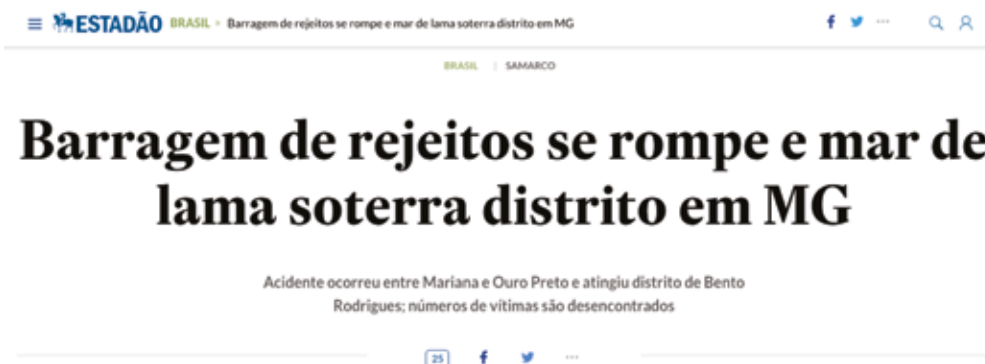 ESTADÃO BRASIL Barragem de rejeitos se rompe e mar de lama soterra distrito em MG
BRASIL | SAMARCO
Barragem de rejeitos se rompe e mar de
lama soterra distrito em MG
Acidente ocorreu entre Mariana e Ouro Preto e atingiu distrito de Bento
Rodrigues; números de vítimas são desencontrados
25